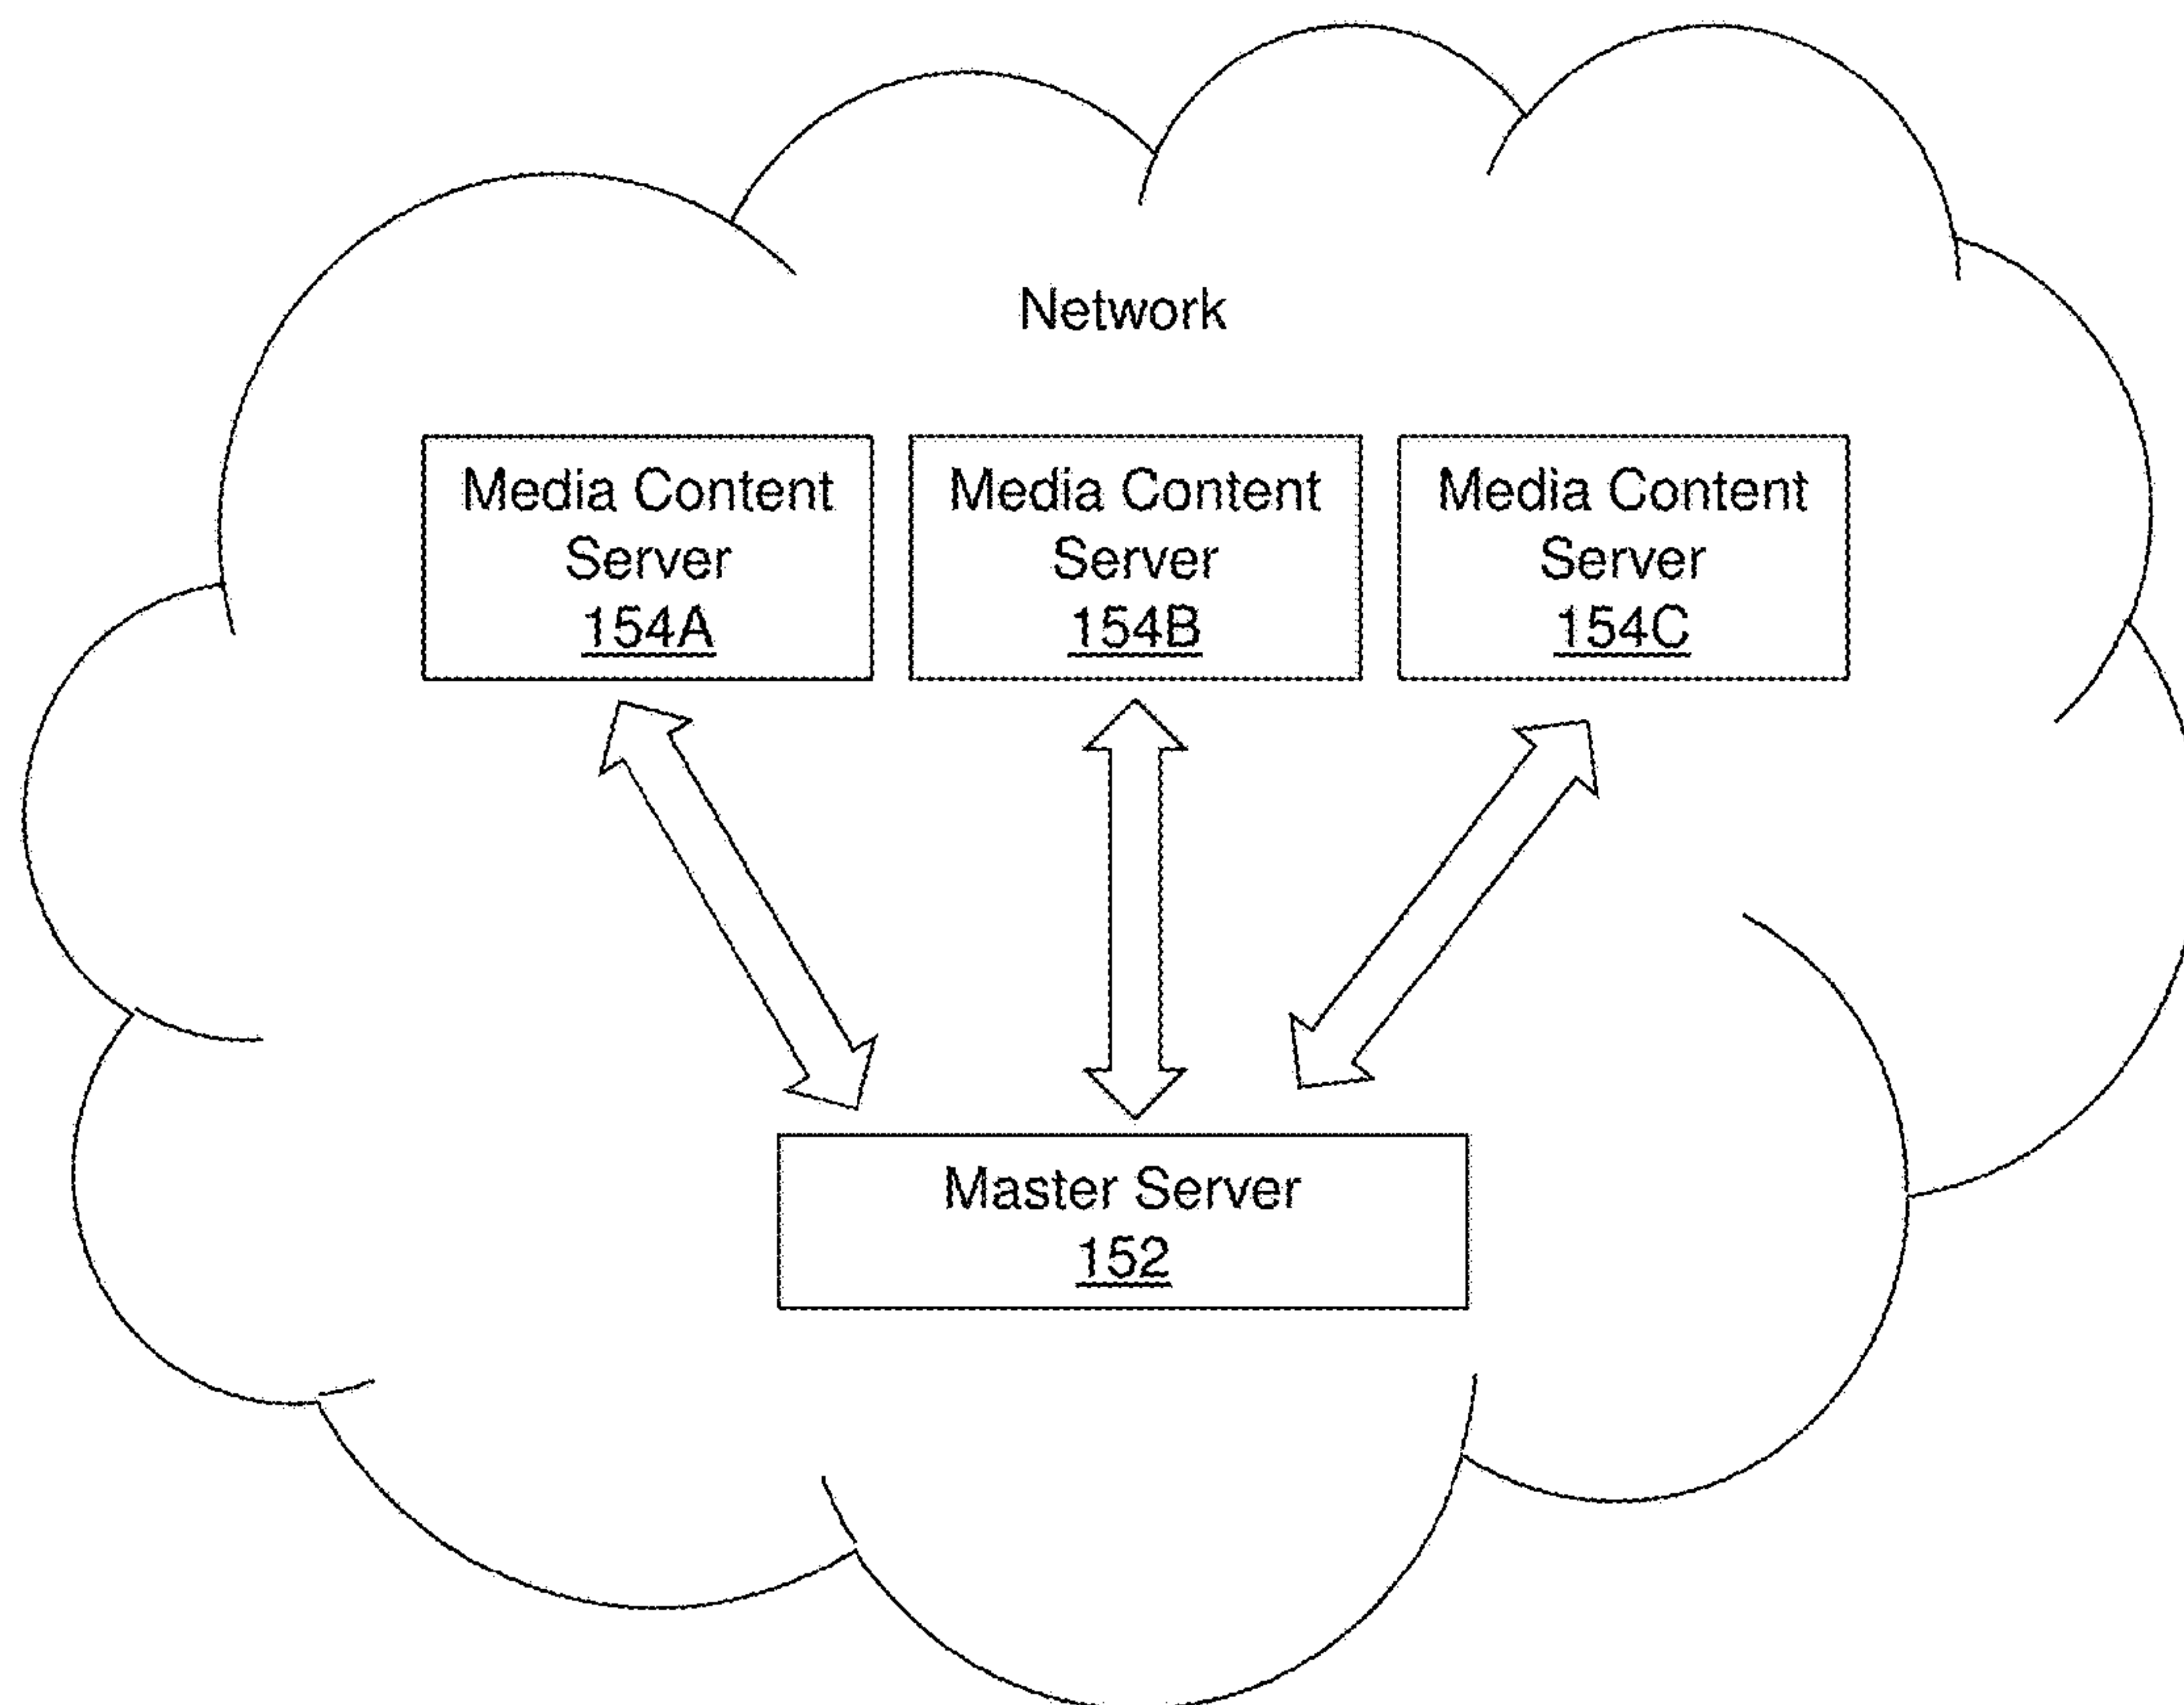 Network
Media Content
Server
154A
Media Content
Server
154B
Media Content
Server
154C
Master Server
152